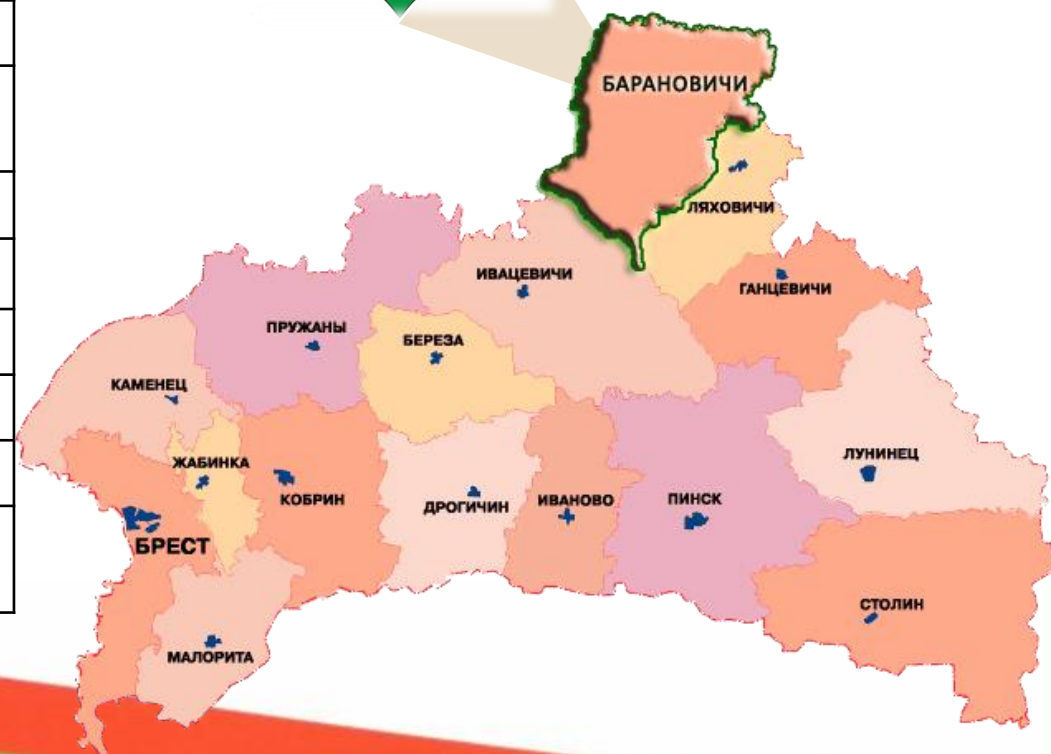 БАРАНОВИЧИ
ЛЯХОВИЧИ
ИВАЦЕВИЧИ
ГАНЦЕВИЧИ
ПРУЖАНЫ
БЕРЕЗА
КАМЕНЕЦ
ЖАБИНКА
КОБРИН
ДРОГИЧИН
ИВАНОВО
ПИНСК
ЛУНИНЕЦ
БРЕСТ
СТОЛИН
МАЛОРИТА